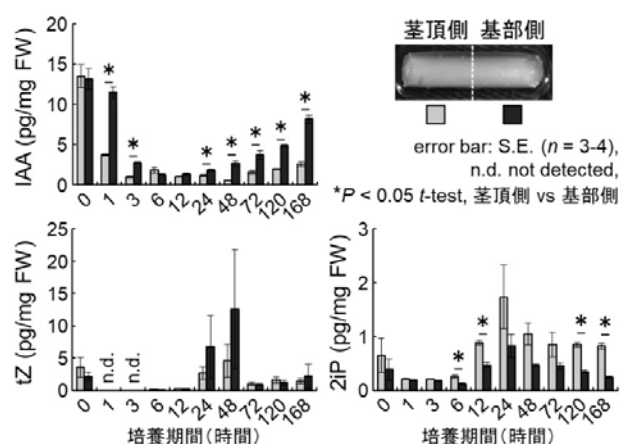 IAA (pg/mg FW)
20
15
10
5
0
*
*
*
*
*
*
*
0 1 3 6 12 24 48 72 120 168
茎頂側 基部側
error bar: S.E. (n = 3-4),
n.d. not detected,
*P < 0.05 t-test, 茎頂側 vs 基部側
tZ (pg/mg FW)
25
20
15
10
5
0
n.d.
n.d.
0 1 3 6 12 24 48 72 120 168
培養期間(時間)
2iP (pg/mg FW)
3
2
1
0
*
*
*
*
0 1 3 6 12 24 48 72 120 168
培養期間(時間)